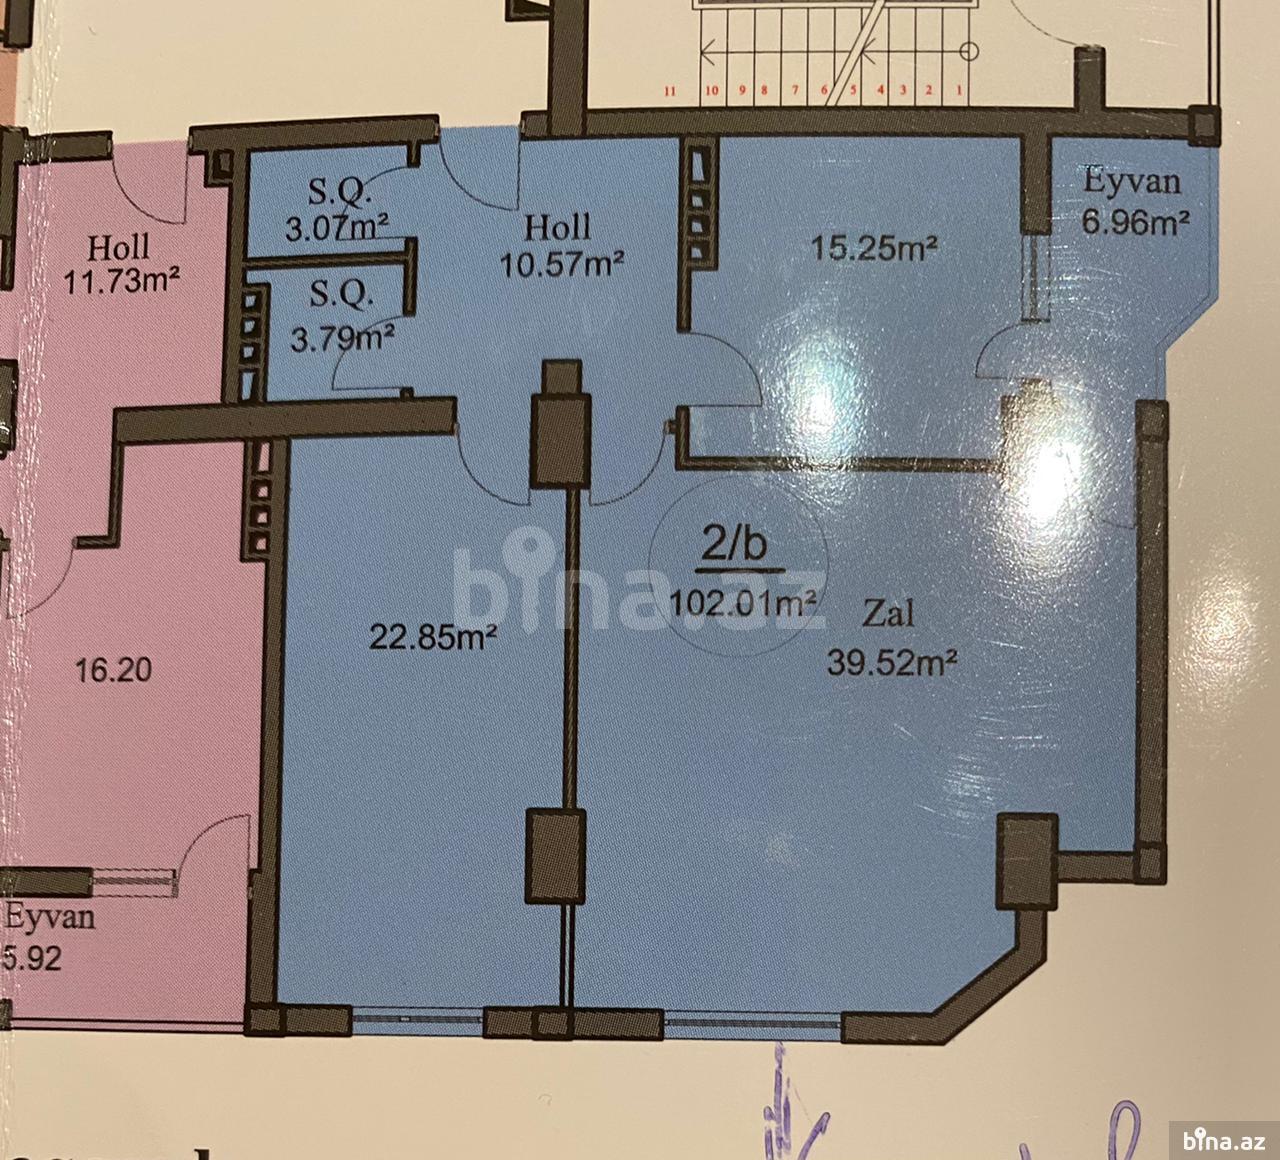 11 10 9 8 7 6 5 4 3 2 1
S.Q.
3.07m²
Holl
10.57m²
15.25m²
Eyvan
6.96m²
Holl
11.73m²
S.Q.
3.79m²
2/b
102.01m²
bina.az
Zal
39.52m²
22.85m²
16.20
Eyvan
5.92
bina.az